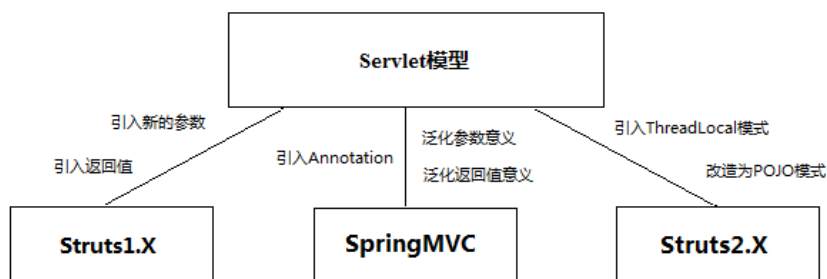 Servlet模型
引入新的参数
引入返回值
引入Annotation
泛化参数意义
泛化返回值意义
引入ThreadLocal模式
改造为POJO模式
Struts1.X
SpringMVC
Struts2.X